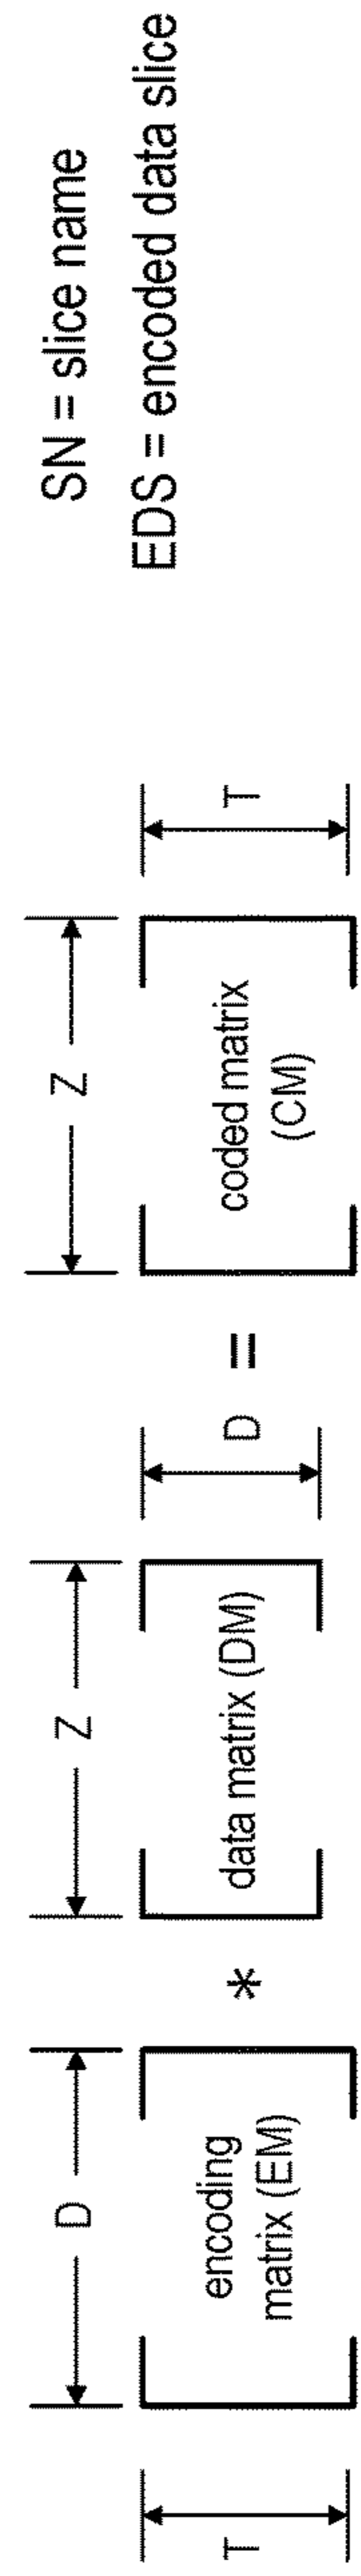 SN = slice name
EDS = encoded data slice
D
Z
Z
T
encoding
matrix (EM)
*
data matrix (DM)
D
=
coded matrix
(CM)
T